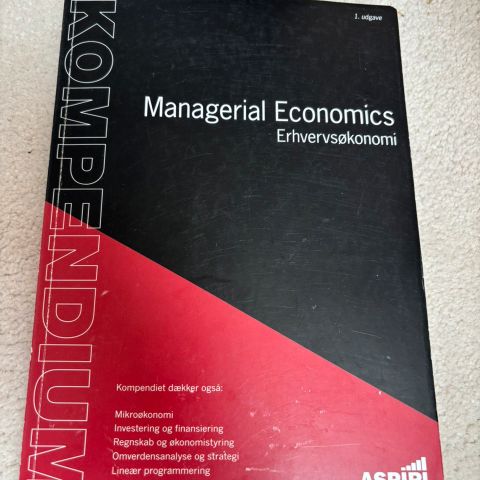 1. udgave
KOMPENDIUM
Managerial Economics
Erhvervsøkonomi
Kompendiet dækker også:
Mikroøkonomi
Investering og finansiering
Regnskab og økonomistyring
Omverdensanalyse og strategi
Lineær programmering
ASPIRI